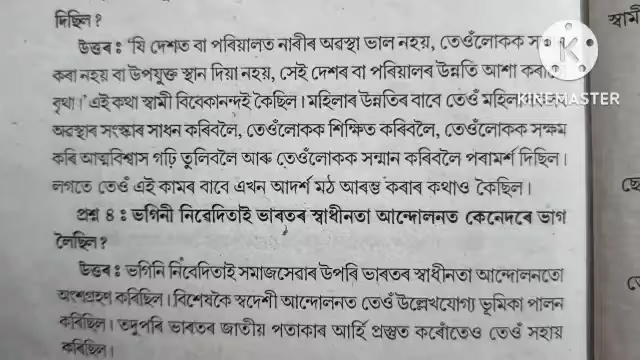 দিছিল?
উত্তৰ : 'যি দেশত বা পৰিয়ালত নাৰীৰ অৱস্থা ভাল নহয়, তেওঁলোকক
কৰা নহয় বা উপযুক্ত স্থান দিয়া নহয়, সেই দেশৰ বা পৰিয়ালৰ উন্নতি আশা
বৃথা।' এই কথা স্বামী বিবেকানন্দই কৈছিল। মহিলাৰ উন্নতিৰ বাবে তেওঁ
অৱস্থাৰ সংস্কাৰ সাধন কৰিবলৈ, তেওঁলোকক শিক্ষিত কৰিবলৈ, তেওঁলোকক সক্ষম
কৰি আত্মবিশ্বাস গঢ়ি তুলিবলৈ আৰু তেওঁলোকক সন্মান কৰিবলৈ পৰামৰ্শ দিছিল।
লগতে তেওঁ এই কামৰ বাবে এখন আদৰ্শ মঠ আৰম্ভ কৰাৰ কথাও কৈছিল।
প্ৰশ্ন ৪ : ভগিনী নিৱেদিতাই ভাৰতৰ স্বাধীনতা আন্দোলনত কেনেদৰে ভাগ
লৈছিল?
উত্তৰ : ভগিনি নিৱেদিতাই সমাজসেৱাৰ উপৰি ভাৰতৰ স্বাধীনতা আন্দোলনতো
অংশগ্ৰহণ কৰিছিল। বিশেষকৈ স্বদেশী আন্দোলনত তেওঁ উল্লেখযোগ্য ভূমিকা পালন
কৰিছিল। তদুপৰি ভাৰতৰ জাতীয় পতাকাৰ আৰ্হি প্ৰস্তুত কৰোঁতেও তেওঁ সহায়
কৰিছিল।
স্বামী
KINEMASTER